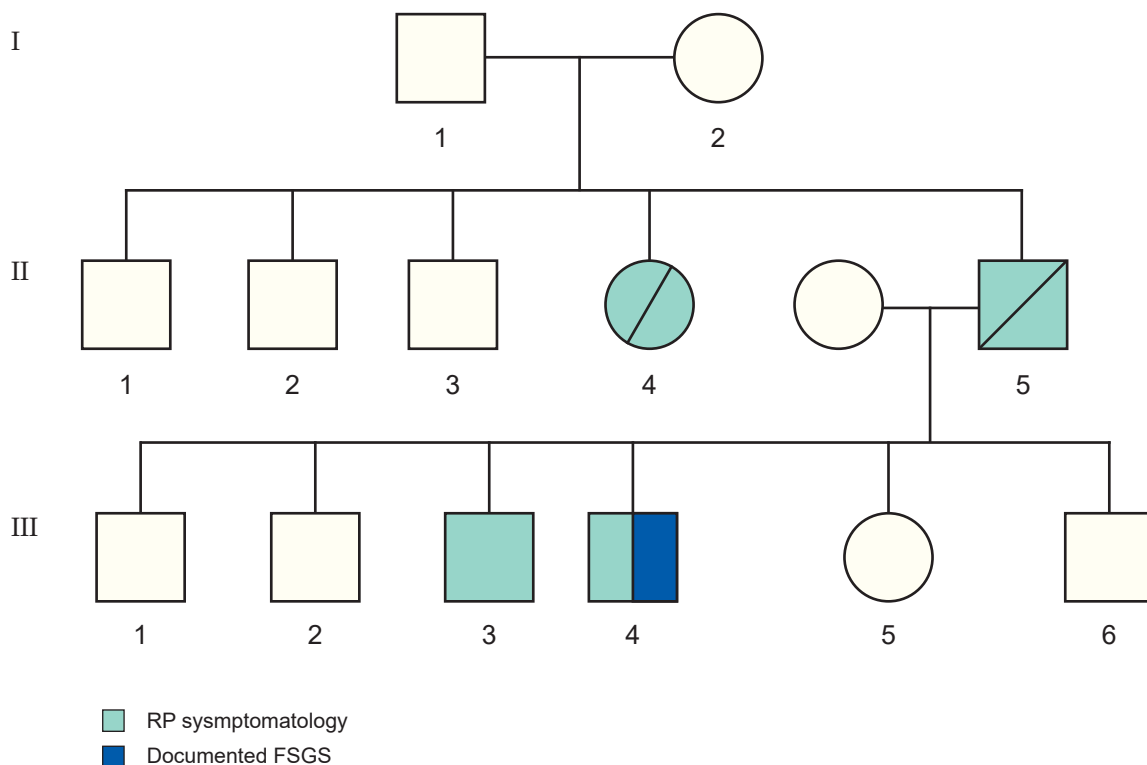 I
1 2
II
1 2 3 4 5
III
1 2 3 4 5 6
RP sysmptomatology
Documented FSGS